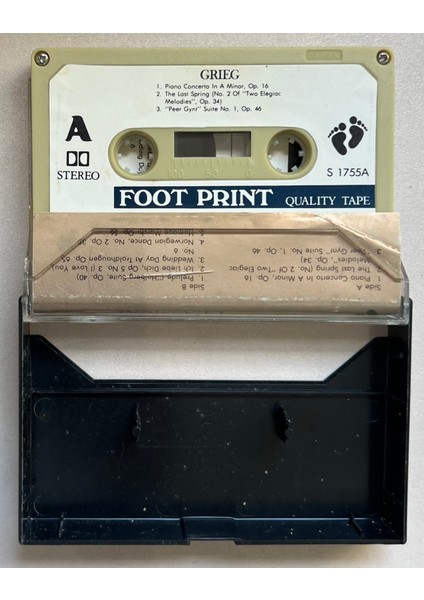 GRIEG
1. Piano Concerto In A Minor, Op. 16
2. The Last Spring (No. 2 Of "Two Elegiac
Melodies", Op. 34)
3. "Peer Gynt" Suite No. 1, Op. 46
A
STEREO
100 50 0
S 1755A
FOOT PRINT QUALITY TAPE
Side A
1. Piano Concerto In A Minor, Op. 16
2. The Last Spring (No. 2 Of "Two Elegiac
Melodies", Op. 34)
3. "Peer Gynt" Suite No. 1, Op. 46
Side B
1. Prelude ("Holberg Suite, Op. 40)
2. Ich Liebe Dich, Op 5 No. 3 (I Love You)
3. Wedding Day At Troldhaugen Op. 65
No. 6
4. Norwegian Dance, No. 2 Op. 35